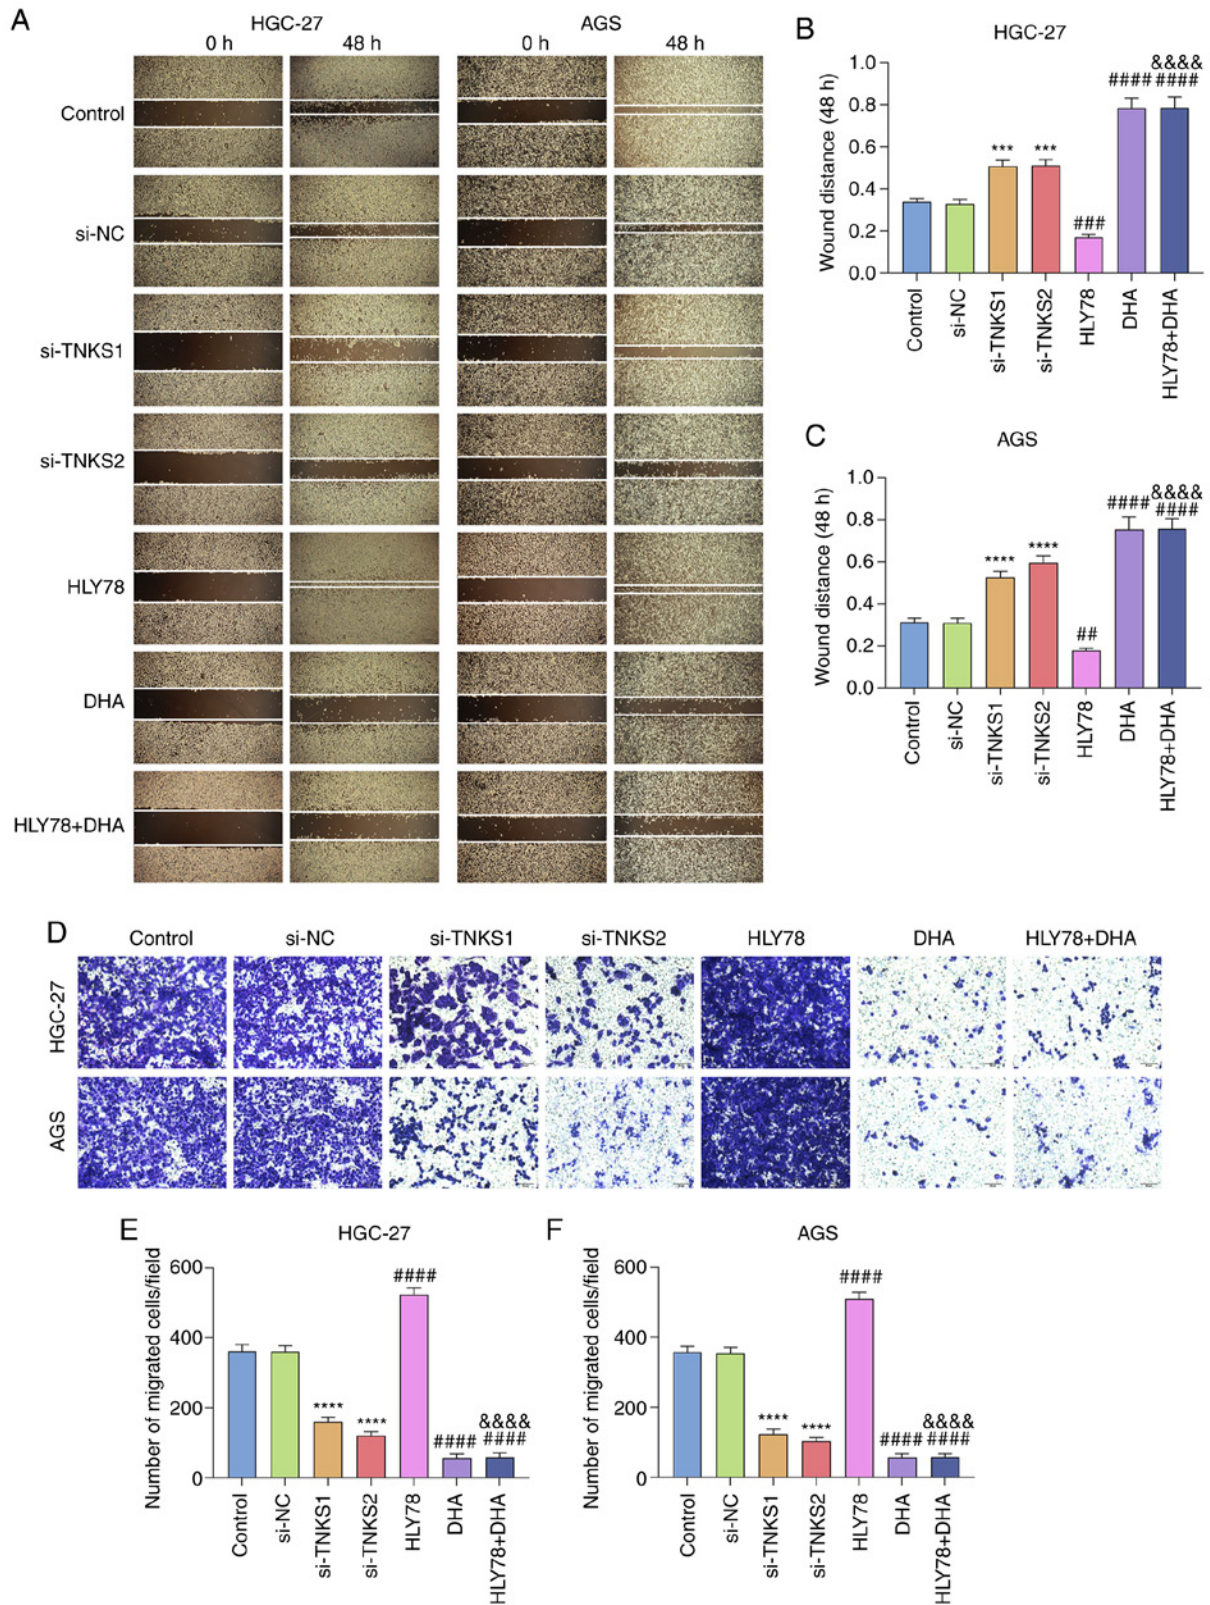 A
HGC-27
AGS
0 h
48 h
0 h
48 h
Control
si-NC
si-TNKS1
si-TNKS2
HLY78
DHA
HLY78+DHA
B
HGC-27
Wound distance (48 h)
1.0
0.8
0.6
0.4
0.2
0.0
***
***
###
####
&&&&
####
Control
si-NC
si-TNKS1
si-TNKS2
HLY78
DHA
HLY78+DHA
C
AGS
Wound distance (48 h)
1.0
0.8
0.6
0.4
0.2
0.0
****
****
##
####
&&&&
####
Control
si-NC
si-TNKS1
si-TNKS2
HLY78
DHA
HLY78+DHA
D
Control
si-NC
si-TNKS1
si-TNKS2
HLY78
DHA
HLY78+DHA
HGC-27
AGS
E
HGC-27
Number of migrated cells/field
600
400
200
0
****
****
####
####
&&&&
####
Control
si-NC
si-TNKS1
si-TNKS2
HLY78
DHA
HLY78+DHA
F
AGS
Number of migrated cells/field
600
400
200
0
****
****
####
####
&&&&
####
Control
si-NC
si-TNKS1
si-TNKS2
HLY78
DHA
HLY78+DHA